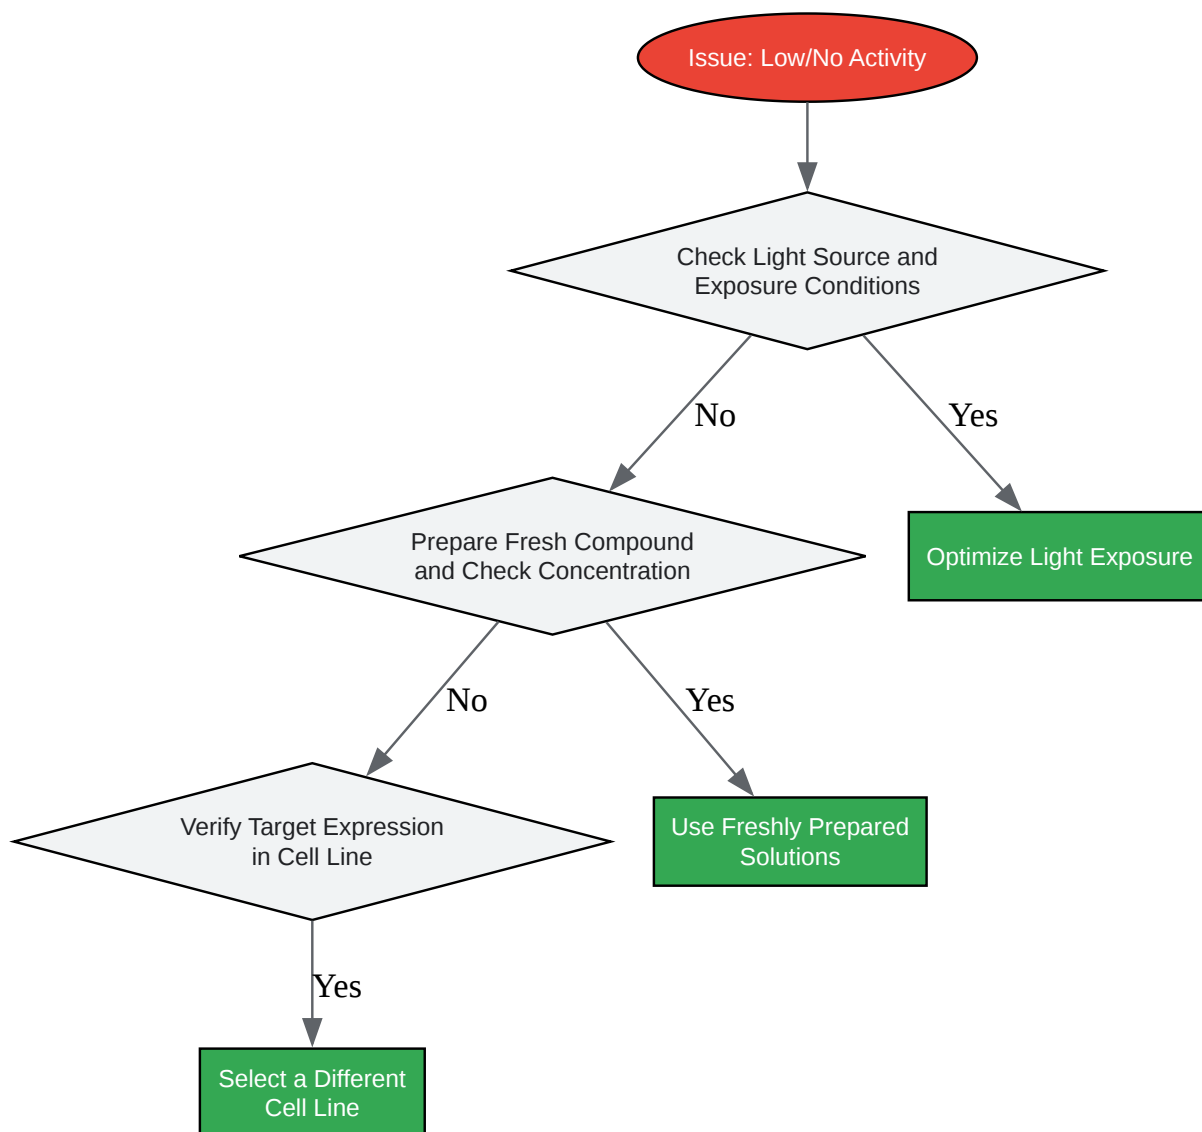 Issue: Low/No Activity
Check Light Source and
Exposure Conditions
No
Yes
Prepare Fresh Compound
and Check Concentration
Optimize Light Exposure
No
Yes
Verify Target Expression
in Cell Line
Use Freshly Prepared
Solutions
Yes
Select a Different
Cell Line